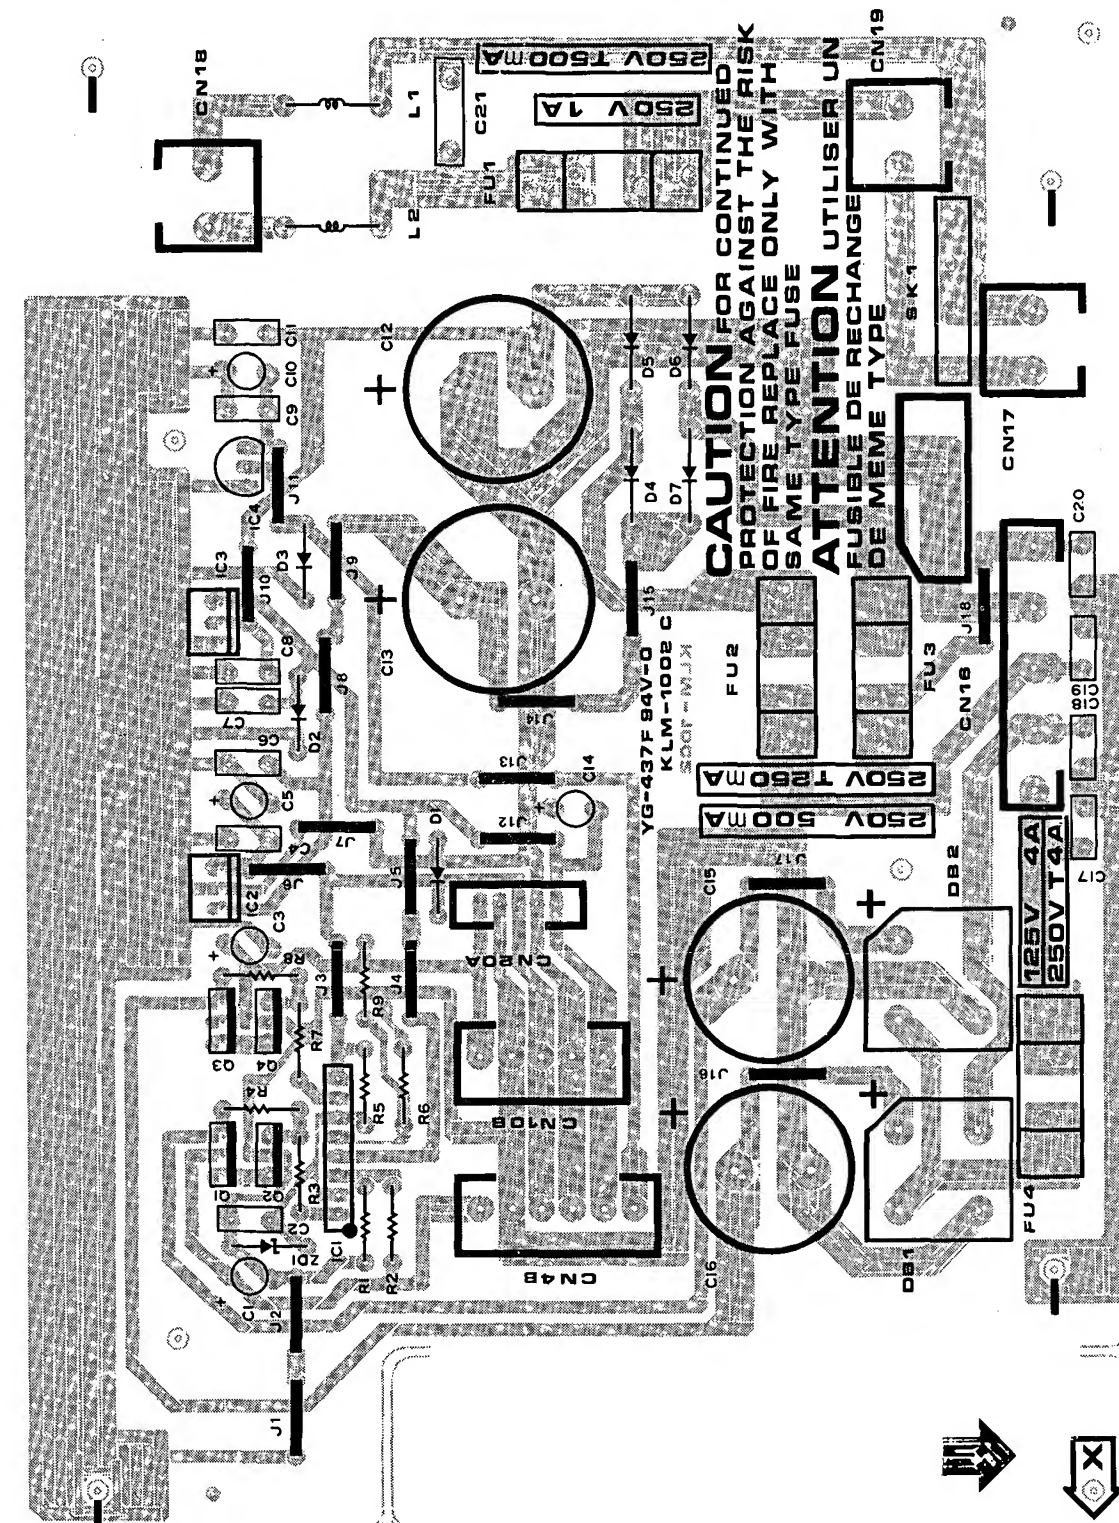 CN18
CN19
L1
L2
C21
FU1
250V T500mA
250V 1A
CAUTION FOR CONTINUED
PROTECTION AGAINST THE RISK
OF FIRE REPLACE ONLY WITH
SAME TYPE FUSE
ATTENTION UTILISER UN
FUSIBLE DE RECHANGE
DE MEME TYPE
SK1
CN17
C11
C10
C9
C12
D5
D6
D4
D7
J11
IC4
IC3
J10
D3
J9
C13
J15
C8
C7
J8
D2
C6
C5
C4
J7
J6
IC2
C3
J14
J13
J12
C14
D1
J5
YG-437F 94V-0
KLM-1002 C
FU2
FU3
CN16
J18
C20
C19
C18
C17
250V T250mA
250V 500mA
125V 4A
250V T 4A
J17
C15
DB2
R8
Q3
Q4
R7
J3
R9
J4
CN20A
R4
R5
R6
CN10B
J16
Q1
Q2
R3
C2
IC1
ZD1
C1
J2
R1
R2
CN4B
C16
DB1
FU4
J1
X